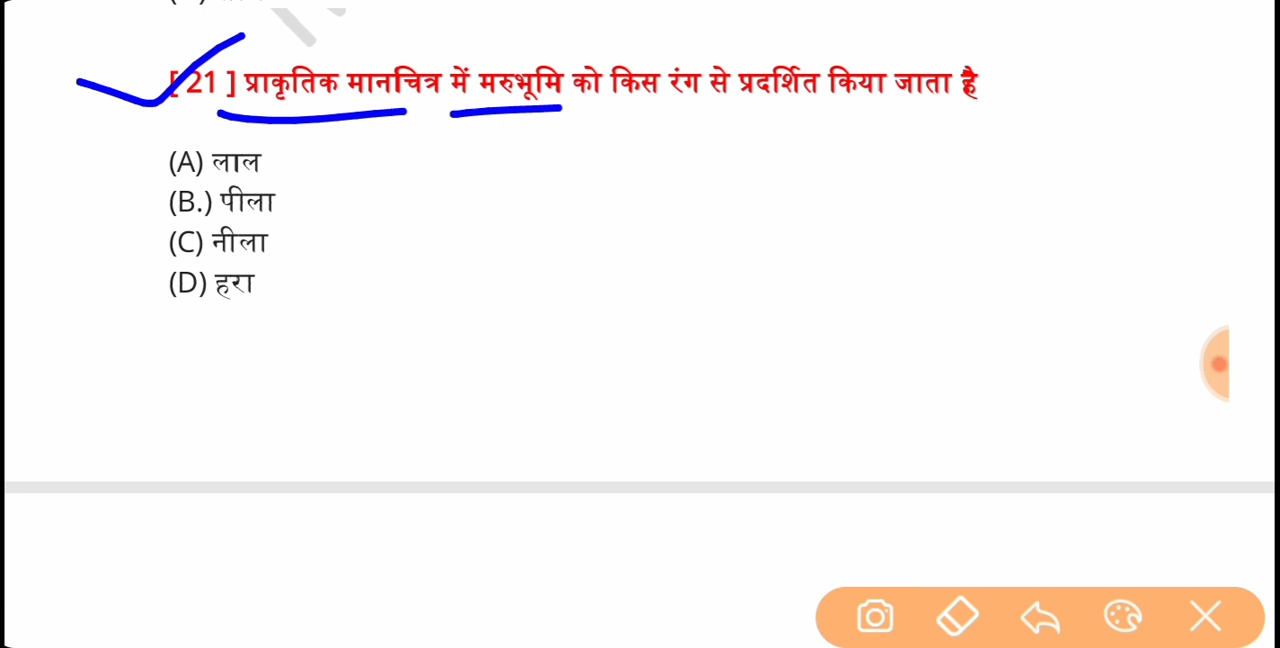 [ 21 ] प्राकृतिक मानचित्र में मरुभूमि को किस रंग से प्रदर्शित किया जाता है
(A) लाल
(B.) पीला
(C) नीला
(D) हरा